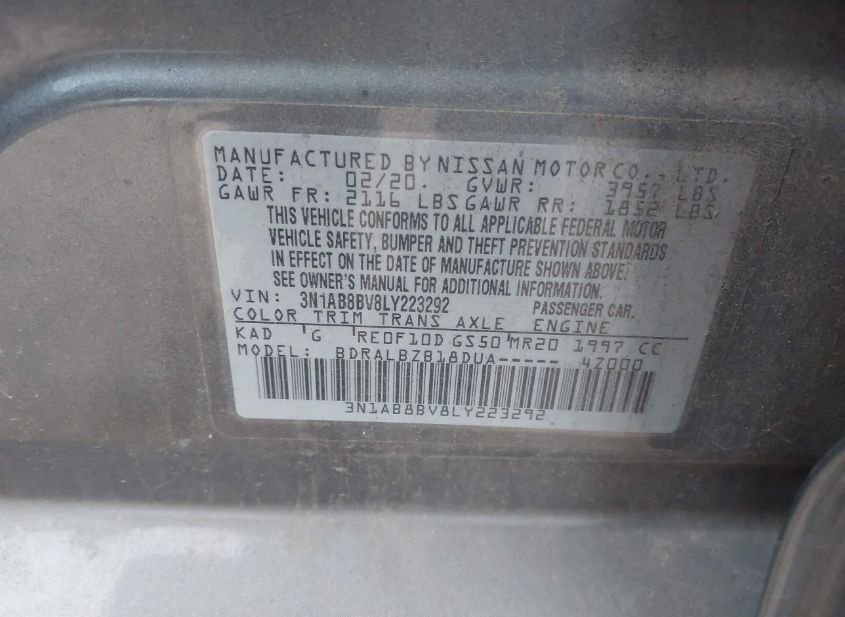 MANUFACTURED BY NISSAN MOTOR CO., LTD.
DATE: 02/20. GVWR: 3957 LBS
GAWR FR: 2116 LBS GAWR RR: 1852 LBS
THIS VEHICLE CONFORMS TO ALL APPLICABLE FEDERAL MOTOR
VEHICLE SAFETY, BUMPER AND THEFT PREVENTION STANDARDS
IN EFFECT ON THE DATE OF MANUFACTURE SHOWN ABOVE.
SEE OWNER'S MANUAL FOR ADDITIONAL INFORMATION.
VIN: 3N1AB8BV8LY223292 PASSENGER CAR.
COLOR TRIM TRANS AXLE ENGINE
KAD 'G 'RE0F10D GS50 'MR20 1997 CC
MODEL: BDRALBZB18DUA----- 4Z000
3N1AB8BV8LY223292